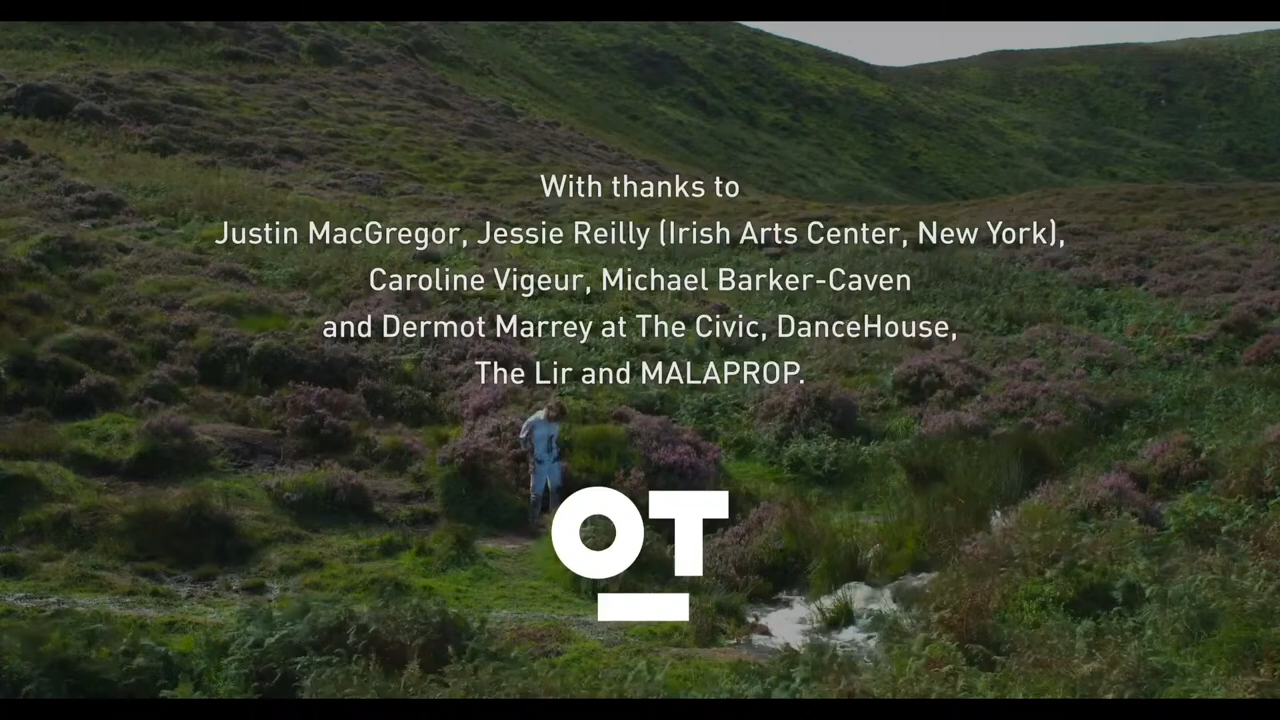 With thanks to
Justin MacGregor, Jessie Reilly (Irish Arts Center, New York),
Caroline Vigeur, Michael Barker-Caven
and Dermot Marrey at The Civic, DanceHouse,
The Lir and MALAPROP.
OT